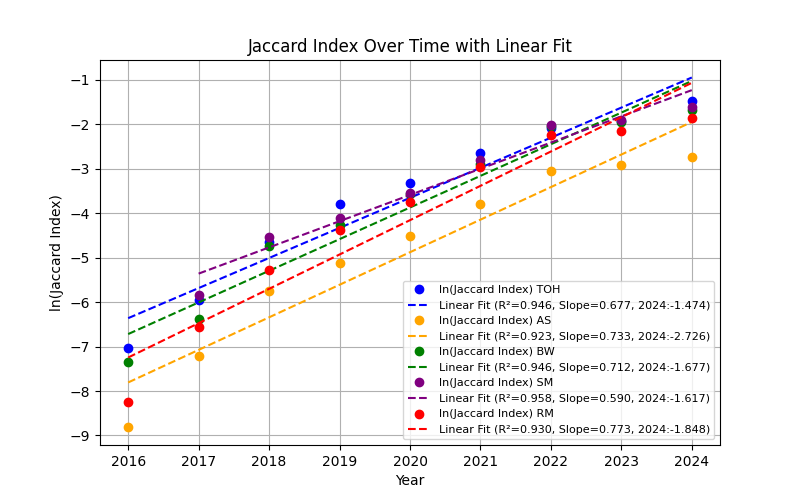 Jaccard Index Over Time with Linear Fit
−1
−2
−3
−4
−5
−6
−7
−8
−9
ln(Jaccard Index)
ln(Jaccard Index) TOH
Linear Fit (R²=0.946, Slope=0.677, 2024:-1.474)
ln(Jaccard Index) AS
Linear Fit (R²=0.923, Slope=0.733, 2024:-2.726)
ln(Jaccard Index) BW
Linear Fit (R²=0.946, Slope=0.712, 2024:-1.677)
ln(Jaccard Index) SM
Linear Fit (R²=0.958, Slope=0.590, 2024:-1.617)
ln(Jaccard Index) RM
Linear Fit (R²=0.930, Slope=0.773, 2024:-1.848)
2016 2017 2018 2019 2020 2021 2022 2023 2024
Year